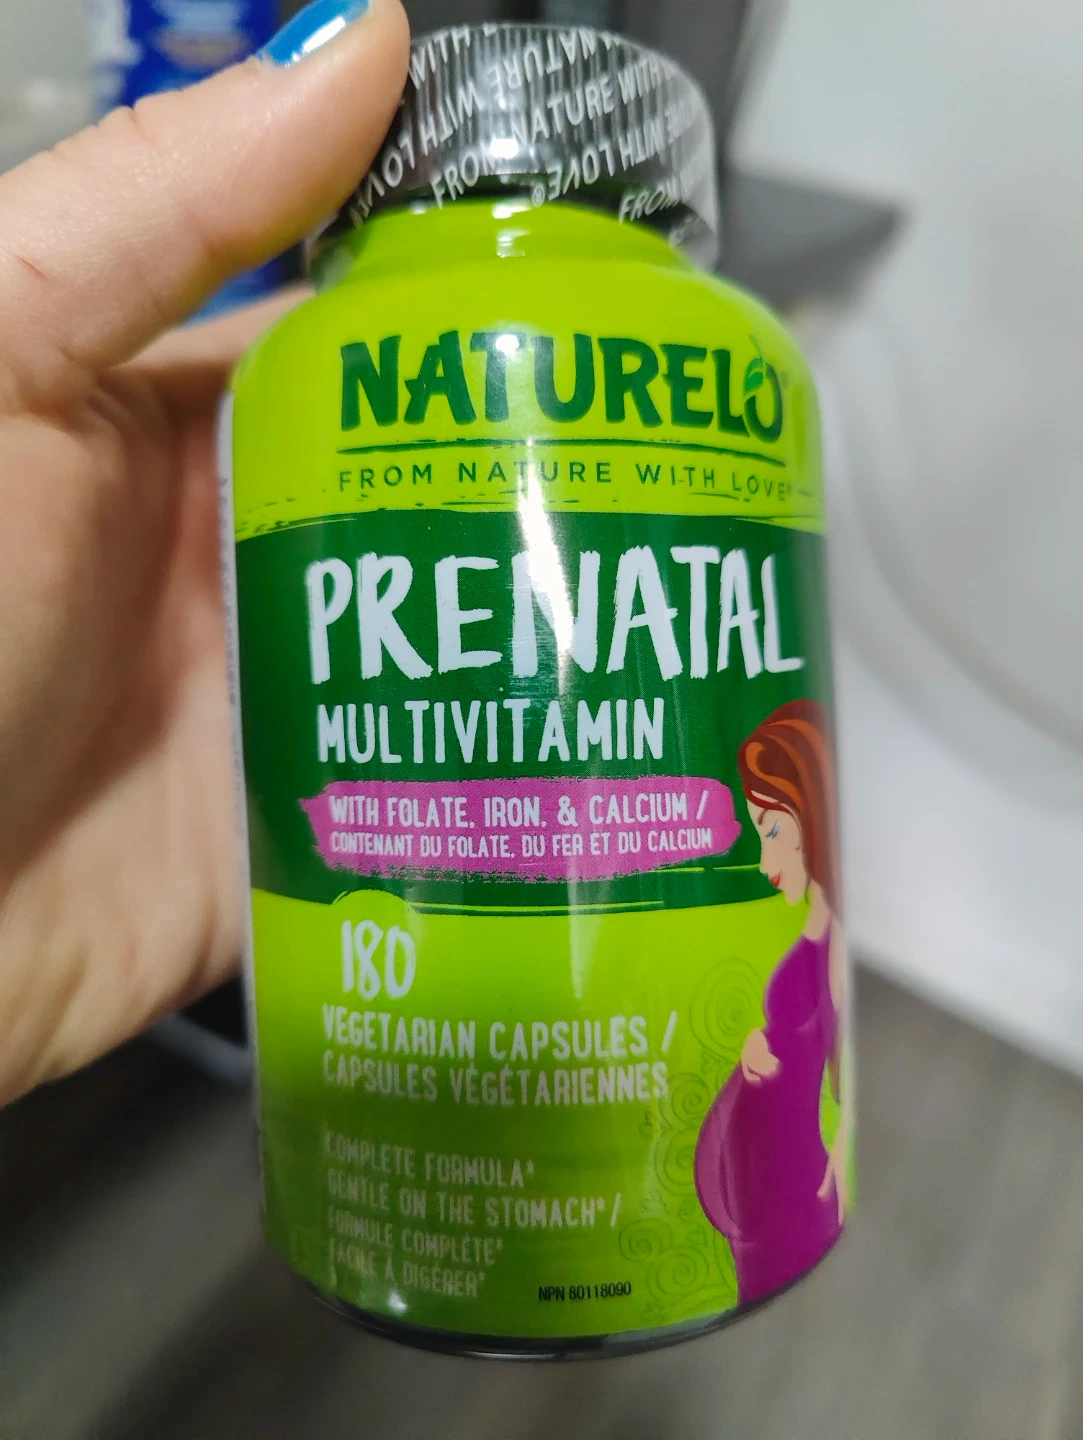 FROM NATURE WITH LOVE®
NATURELO®
FROM NATURE WITH LOVE®
PRENATAL
MULTIVITAMIN
WITH FOLATE, IRON, & CALCIUM /
CONTENANT DU FOLATE, DU FER ET DU CALCIUM
180
VEGETARIAN CAPSULES /
CAPSULES VÉGÉTARIENNES
COMPLETE FORMULA*
GENTLE ON THE STOMACH* /
FORMULE COMPLÈTE*
FACILE À DIGÉRER*
NPN 80118090